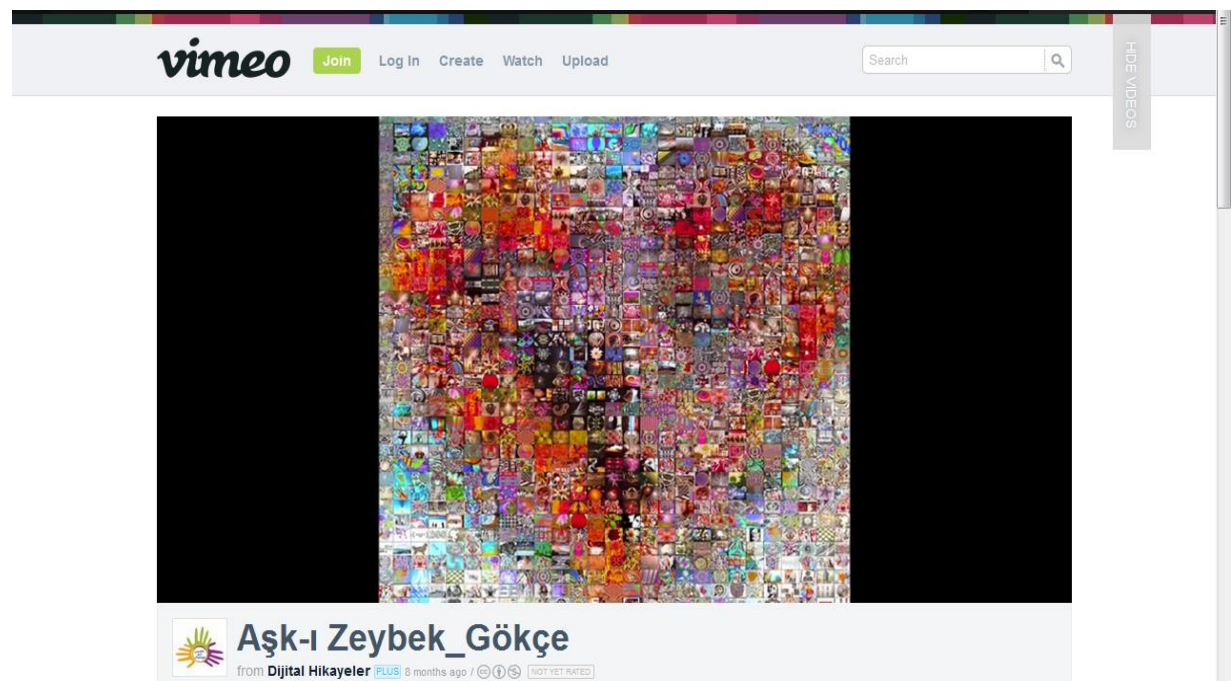 vimeo Join Log In Create Watch Upload Search
HIDE VIDEOS
Aşk-ı Zeybek_Gökçe
from Dijital Hikayeler PLUS 8 months ago / cc NOT YET RATED